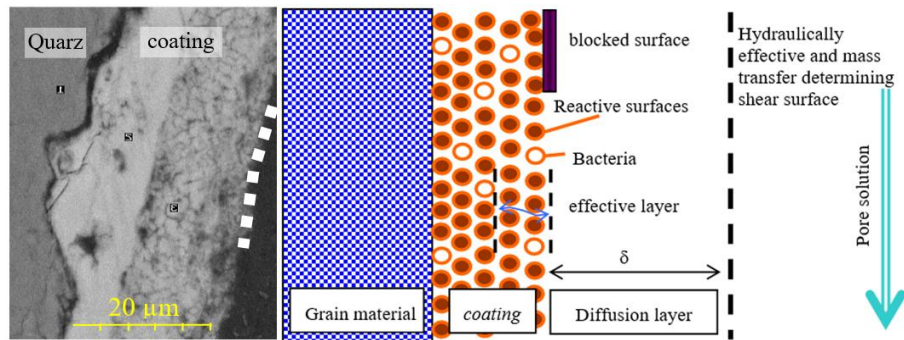 Quarz
coating
20 µm
blocked surface
Reactive surfaces
Bacteria
effective layer
δ
Grain material
coating
Diffusion layer
Hydraulically
effective and mass
transfer determining
shear surface
Pore solution